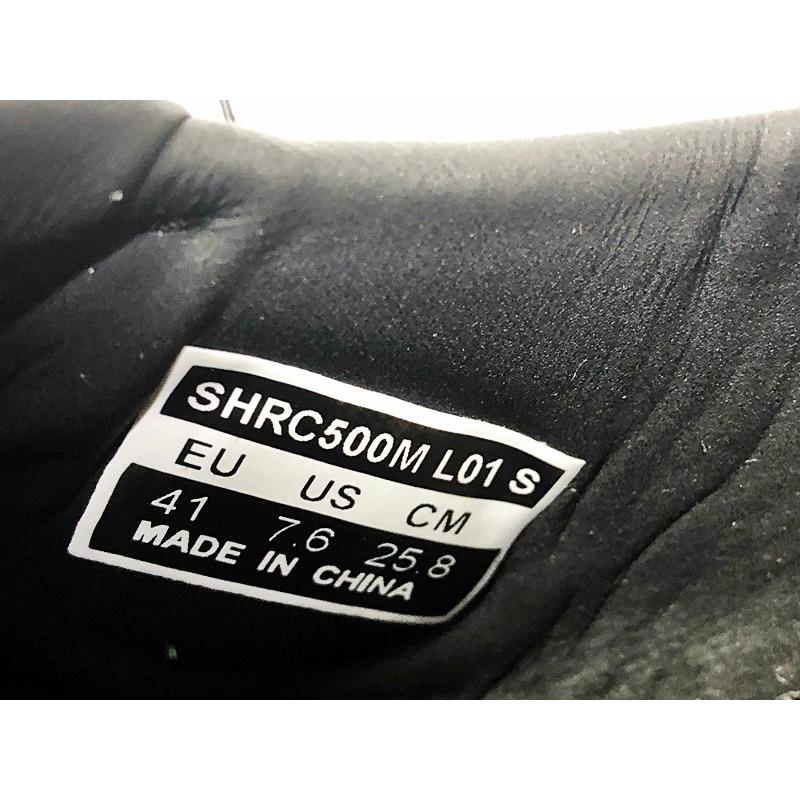 SHRC500M L01 S
EU US CM
41 7.6 25.8
MADE IN CHINA